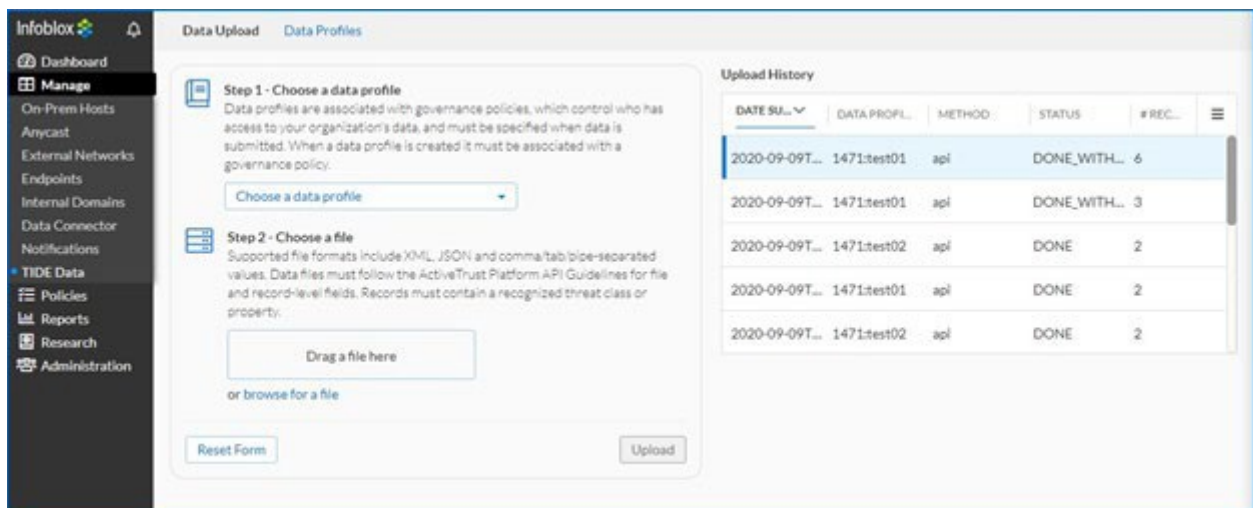 Infoblox
Dashboard
Manage
On-Prem Hosts
Anycast
External Networks
Endpoints
Internal Domains
Data Connector
Notifications
TIDE Data
Policies
Reports
Research
Administration
Data Upload Data Profiles
Step 1 - Choose a data profile
Data profiles are associated with governance policies, which control who has
access to your organization's data, and must be specified when data is
submitted. When a data profile is created it must be associated with a
governance policy.
Choose a data profile
Step 2 - Choose a file
Supported file formats include XML, JSON and comma/tab/pipe-separated
values. Data files must follow the ActiveTrust Platform API Guidelines for file
and record-level fields. Records must contain a recognized threat class or
property.
Drag a file here
or browse for a file
Reset Form Upload
Upload History
DATE SU... DATA PROFI... METHOD STATUS # REC...
2020-09-09T... 1471:test01 api DONE_WITH... 6
2020-09-09T... 1471:test01 api DONE_WITH... 3
2020-09-09T... 1471:test02 api DONE 2
2020-09-09T... 1471:test01 api DONE 2
2020-09-09T... 1471:test02 api DONE 2